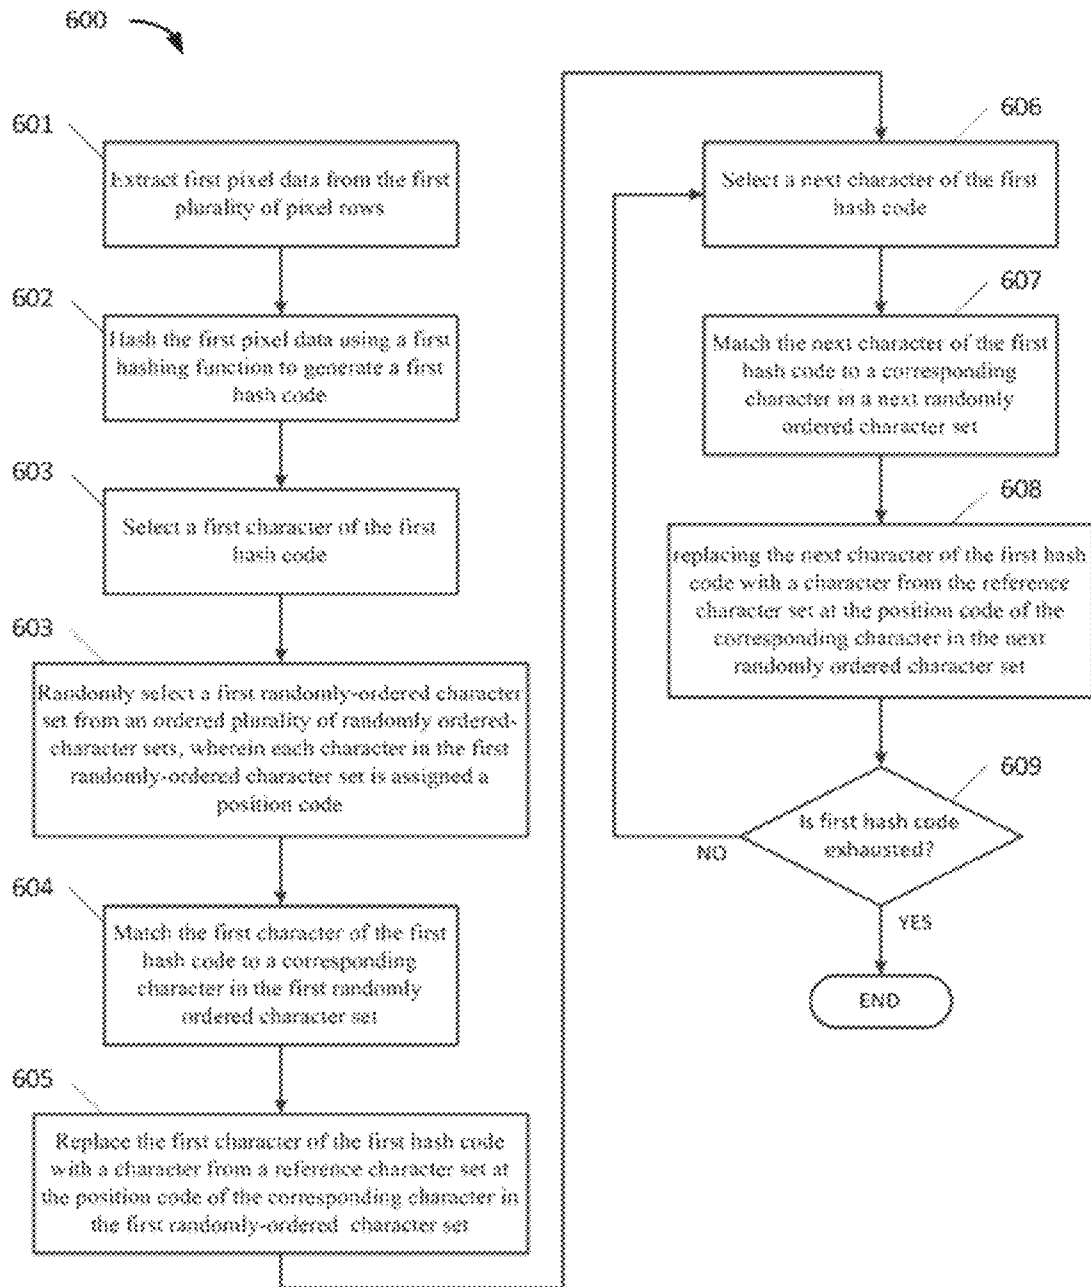 600
601
Extract first pixel data from the first
plurality of pixel rows
602
Hash the first pixel data using a first
hashing function to generate a first
hash code
603
Select a first character of the first
hash code
603
Randomly select a first randomly-ordered character
set from an ordered plurality of randomly ordered-
character sets, wherein each character in the first
randomly-ordered character set is assigned a
position code
604
Match the first character of the first
hash code to a corresponding
character in the first randomly
ordered character set
605
Replace the first character of the first hash code
with a character from a reference character set at
the position code of the corresponding character in
the first randomly-ordered character set
606
Select a next character of the first
hash code
607
Match the next character of the first
hash code to a corresponding
character in a next randomly
ordered character set
608
replacing the next character of the first hash
code with a character from the reference
character set at the position code of the
corresponding character in the next
randomly ordered character set
609
Is first hash code
exhausted?
NO
YES
END